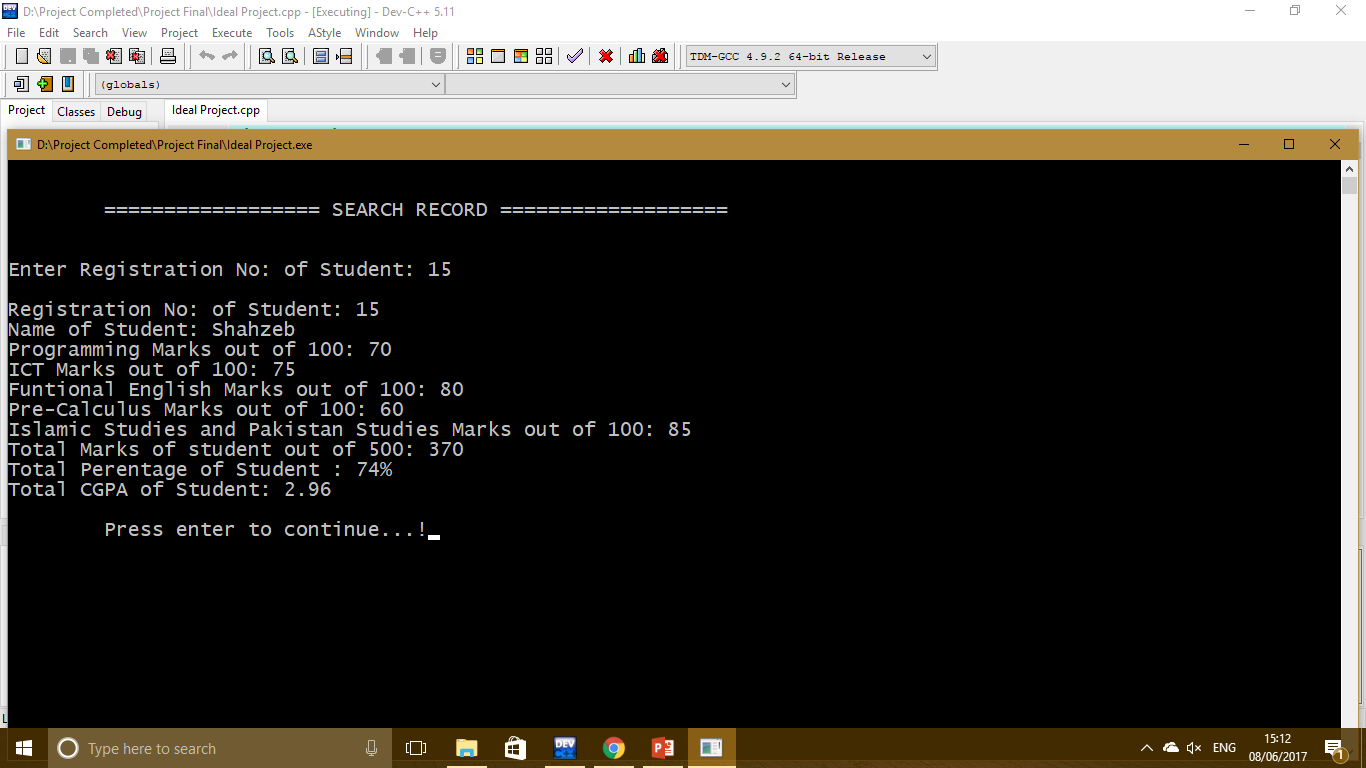 D:\Project Completed\Project Final\Ideal Project.cpp - [Executing] - Dev-C++ 5.11
File Edit Search View Project Execute Tools AStyle Window Help
TDM-GCC 4.9.2 64-bit Release
(globals)
Project Classes Debug Ideal Project.cpp
D:\Project Completed\Project Final\Ideal Project.exe
================== SEARCH RECORD ===================
Enter Registration No: of Student: 15
Registration No: of Student: 15
Name of Student: Shahzeb
Programming Marks out of 100: 70
ICT Marks out of 100: 75
Funtional English Marks out of 100: 80
Pre-Calculus Marks out of 100: 60
Islamic Studies and Pakistan Studies Marks out of 100: 85
Total Marks of student out of 500: 370
Total Perentage of Student : 74%
Total CGPA of Student: 2.96
Press enter to continue...!
Type here to search
DEV
ENG
15:12
08/06/2017
1